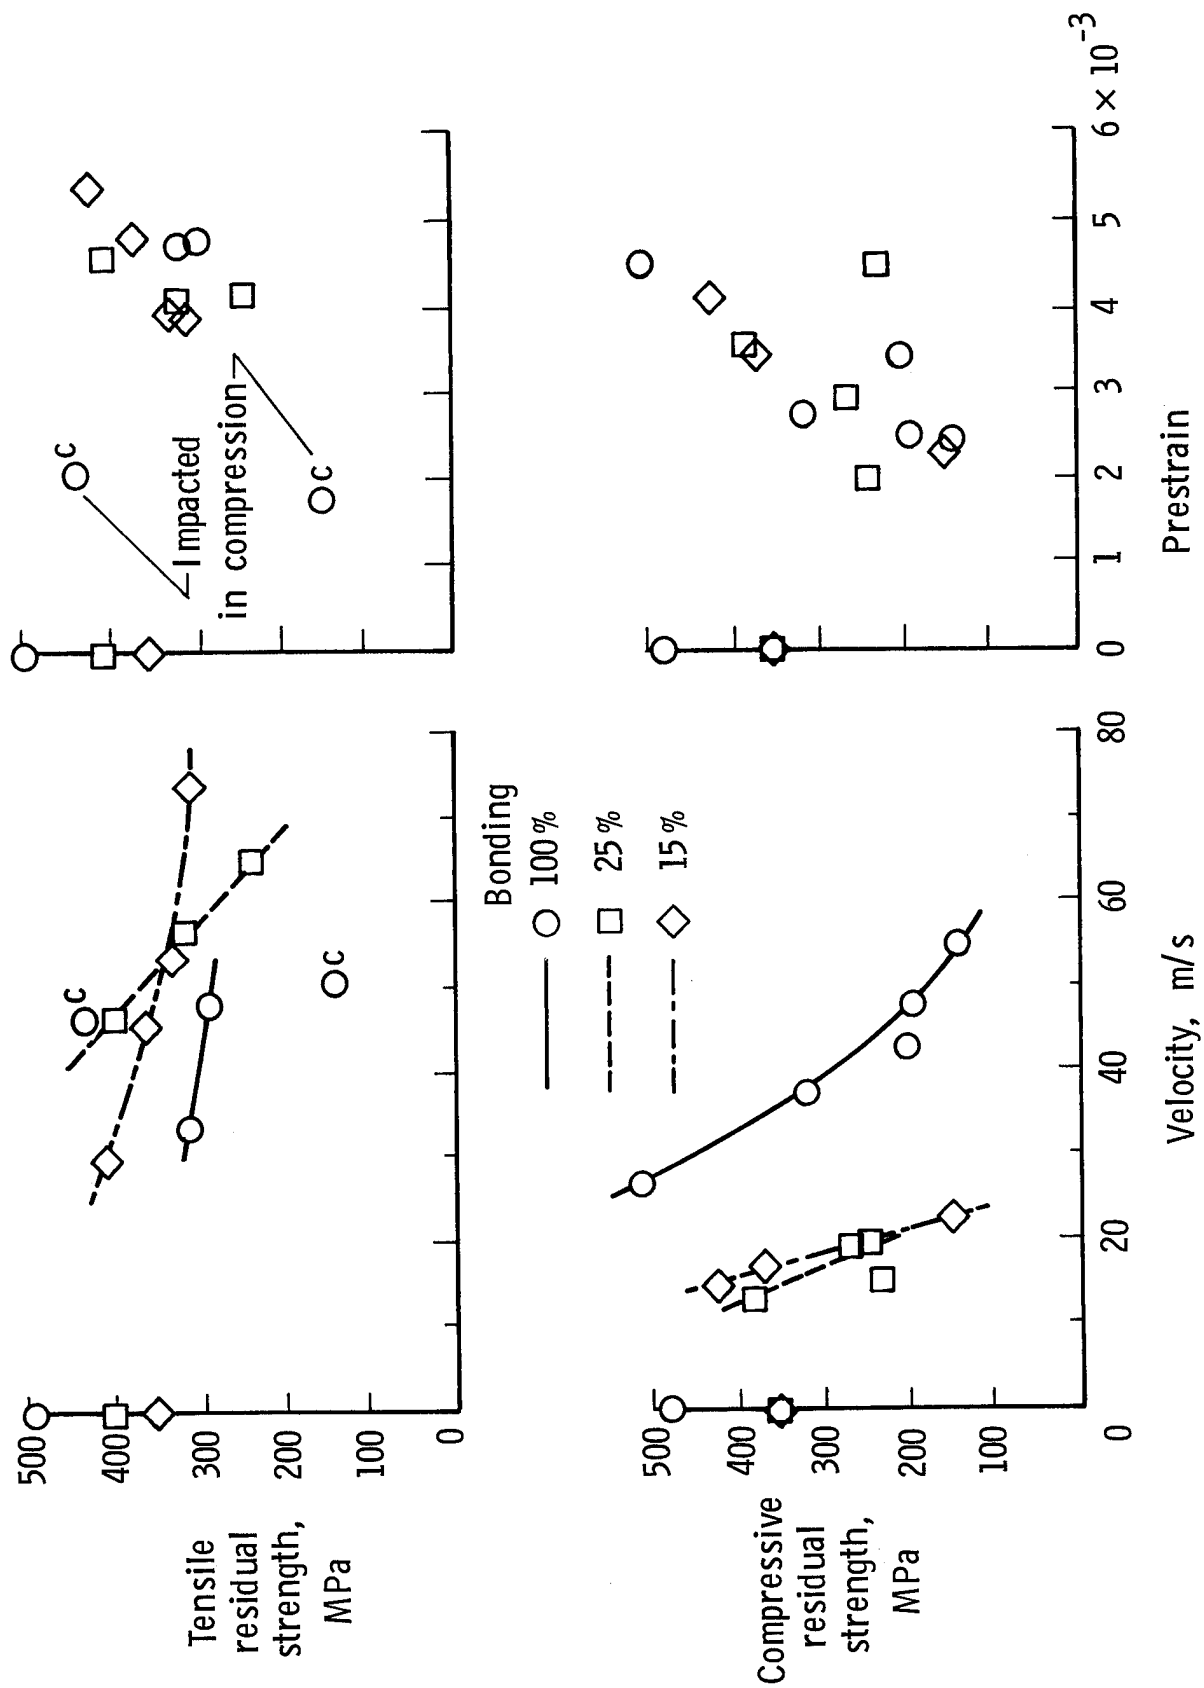 Tensile
residual
strength,
MPa
500
400
300
200
100
0
C
C
C
Impacted
in compression
C
Bonding
100%
25%
15%
Compressive
residual
strength,
MPa
500
400
300
200
100
0
20
40
60
80
Velocity, m/s
0
1
2
3
4
5
6 × 10-3
Prestrain